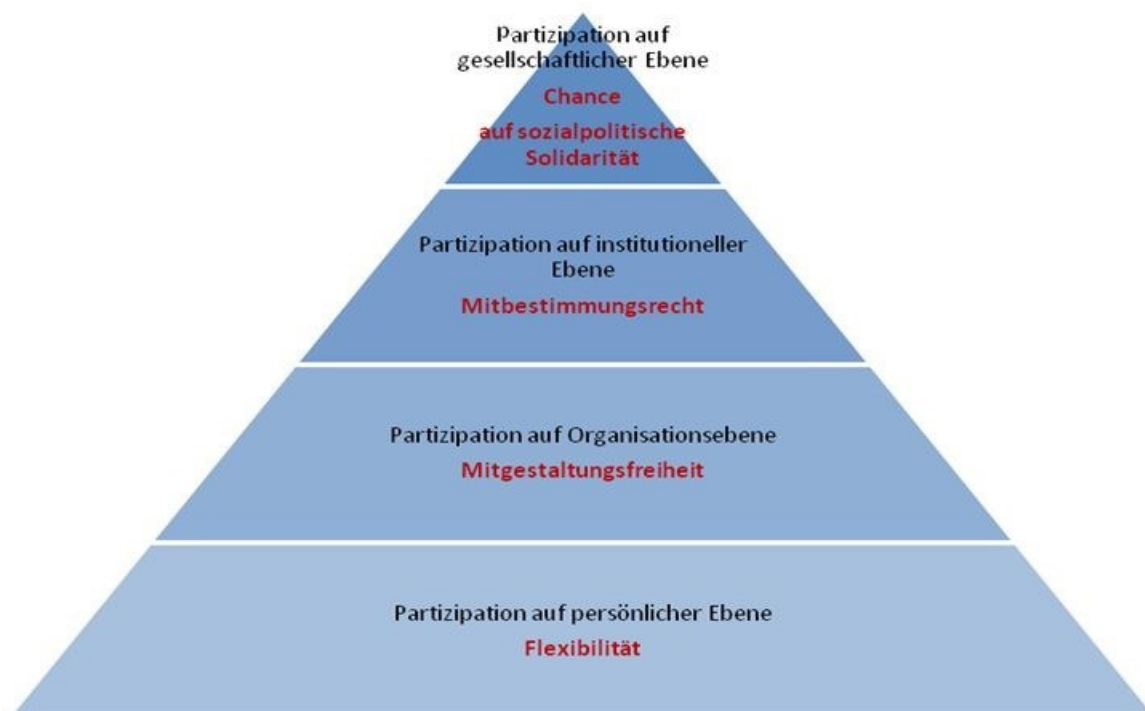 Partizipation auf
gesellschaftlicher Ebene
Chance
auf sozialpolitische
Solidarität
Partizipation auf institutioneller
Ebene
Mitbestimmungsrecht
Partizipation auf Organisationsebene
Mitgestaltungsfreiheit
Partizipation auf persönlicher Ebene
Flexibilität